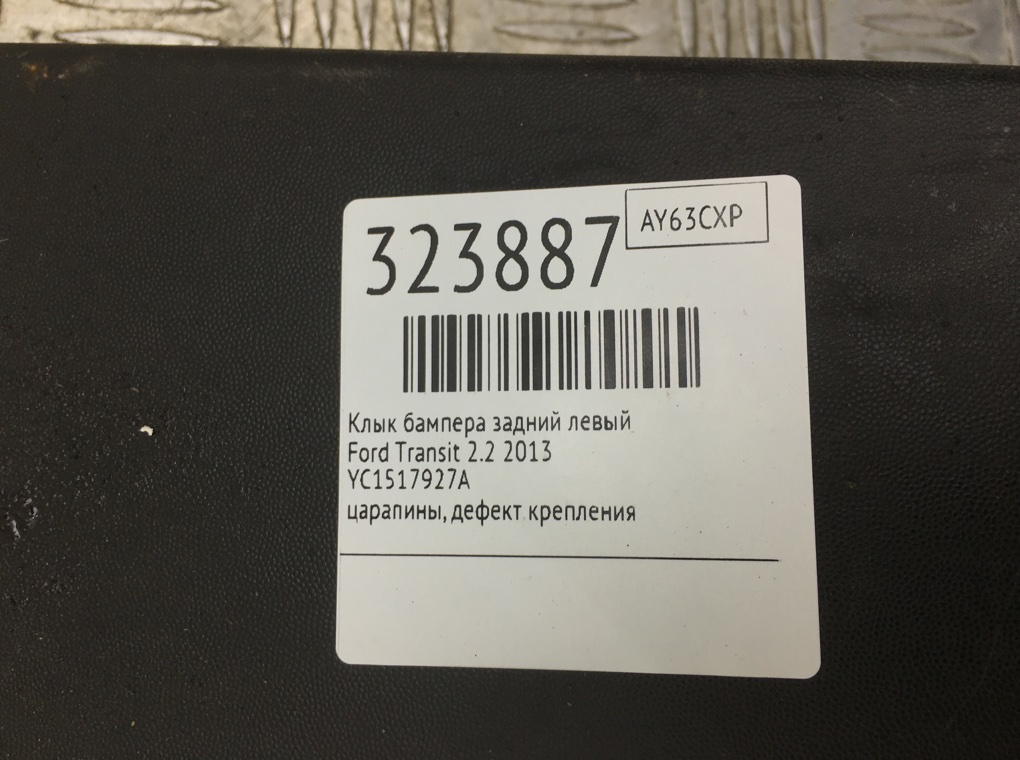 323887
AY63CXP
Клык бампера задний левый
Ford Transit 2.2 2013
YC1517927A
царапины, дефект крепления